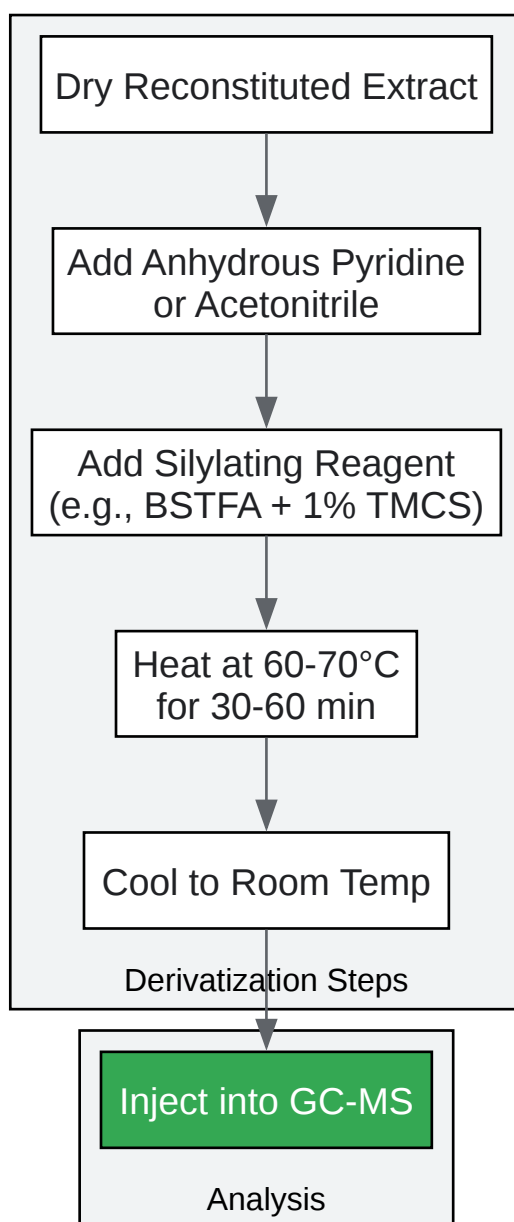 Dry Reconstituted Extract
Add Anhydrous Pyridine
or Acetonitrile
Add Silylating Reagent
(e.g., BSTFA + 1% TMCS)
Heat at 60-70°C
for 30-60 min
Cool to Room Temp
Derivatization Steps
Inject into GC-MS
Analysis